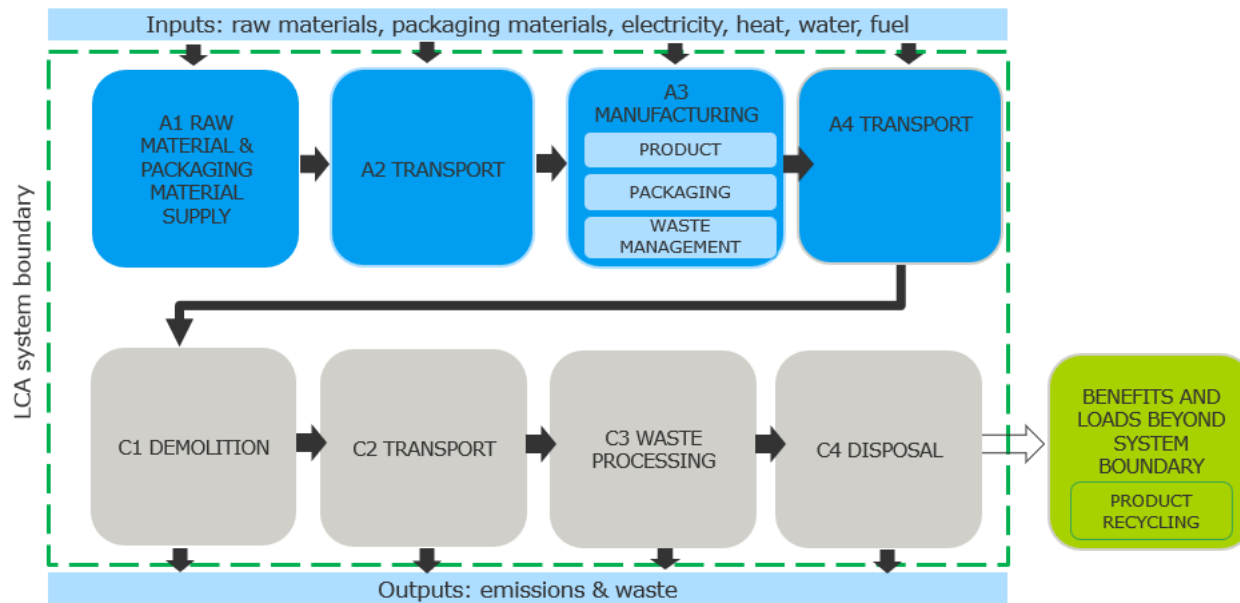 Inputs: raw materials, packaging materials, electricity, heat, water, fuel
LCA system boundary
A1 RAW
MATERIAL &
PACKAGING
MATERIAL
SUPPLY
A2 TRANSPORT
A3
MANUFACTURING
PRODUCT
PACKAGING
WASTE
MANAGEMENT
A4 TRANSPORT
C1 DEMOLITION
C2 TRANSPORT
C3 WASTE
PROCESSING
C4 DISPOSAL
BENEFITS AND
LOADS BEYOND
SYSTEM
BOUNDARY
PRODUCT
RECYCLING
Outputs: emissions & waste